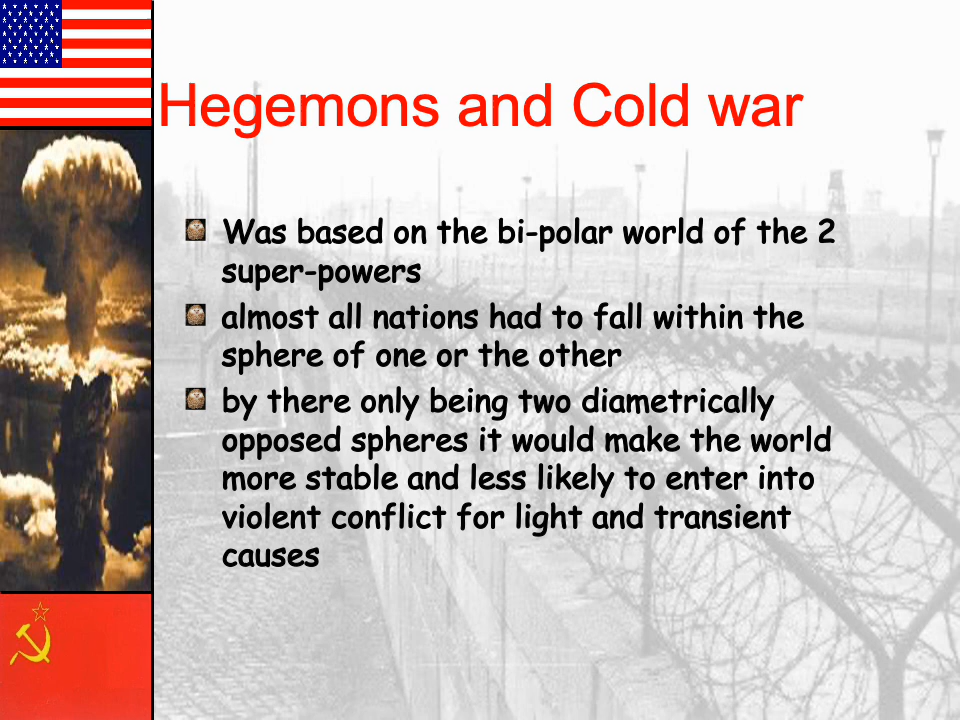 Hegemons and Cold war
Was based on the bi-polar world of the 2
super-powers
almost all nations had to fall within the
sphere of one or the other
by there only being two diametrically
opposed spheres it would make the world
more stable and less likely to enter into
violent conflict for light and transient
causes